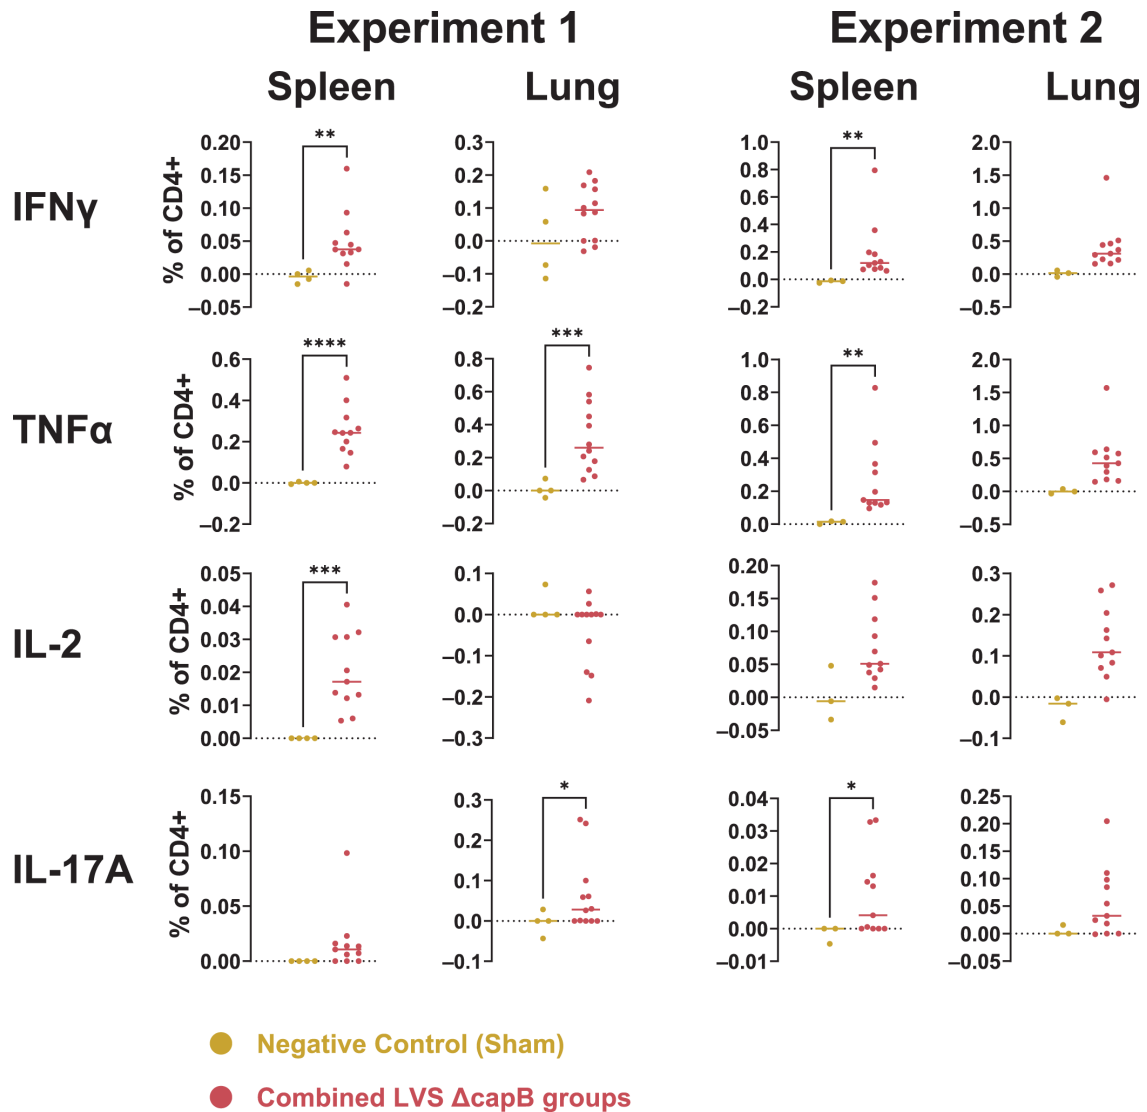 Experiment 1 Experiment 2
Spleen Lung Spleen Lung
IFNγ
% of CD4+
0.20 0.15 0.10 0.05 0.00 –0.05
**
0.3 0.2 0.1 0.0 –0.1 –0.2
1.0 0.8 0.6 0.4 0.2 0.0 –0.2
**
2.0 1.5 1.0 0.5 0.0 –0.5
TNFα
% of CD4+
0.6 0.4 0.2 0.0 –0.2
****
0.8 0.6 0.4 0.2 0.0 –0.2
***
1.0 0.8 0.6 0.4 0.2 0.0
**
2.0 1.5 1.0 0.5 0.0 –0.5
IL-2
% of CD4+
0.05 0.04 0.03 0.02 0.01 0.00
***
0.1 0.0 –0.1 –0.2 –0.3
0.20 0.15 0.10 0.05 0.00 –0.05
0.3 0.2 0.1 0.0 –0.1
IL-17A
% of CD4+
0.15 0.10 0.05 0.00
0.3 0.2 0.1 0.0 –0.1
*
0.04 0.03 0.02 0.01 0.00 –0.01
*
0.25 0.20 0.15 0.10 0.05 0.00 –0.05
Negative Control (Sham)
Combined LVS ΔcapB groups